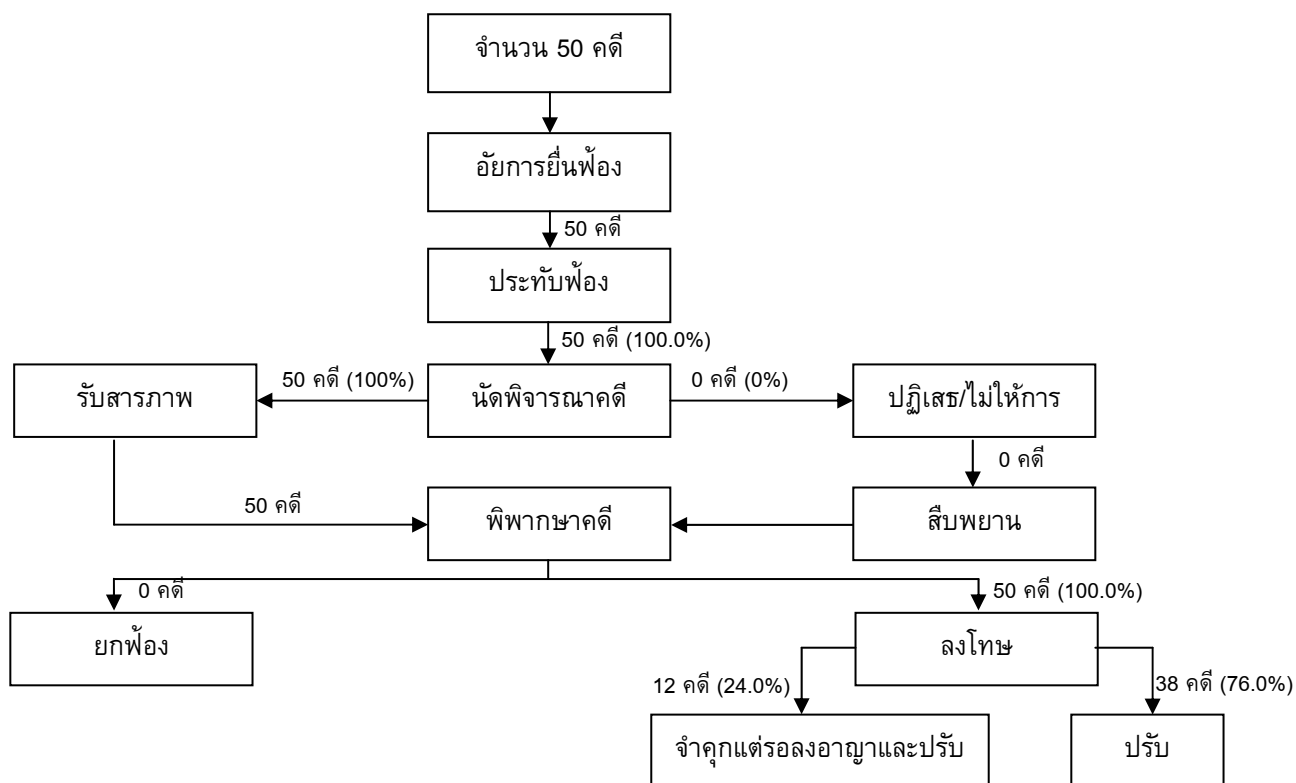 จำนวน 50 คดี
อัยการยื่นฟ้อง
50 คดี
ประทับฟ้อง
50 คดี (100.0%)
รับสารภาพ
50 คดี (100%)
นัดพิจารณาคดี
0 คดี (0%)
ปฏิเสธ/ไม่ให้การ
0 คดี
50 คดี
พิพากษาคดี
สืบพยาน
0 คดี
50 คดี (100.0%)
ยกฟ้อง
ลงโทษ
12 คดี (24.0%)
38 คดี (76.0%)
จำคุกแต่รอลงอาญาและปรับ
ปรับ